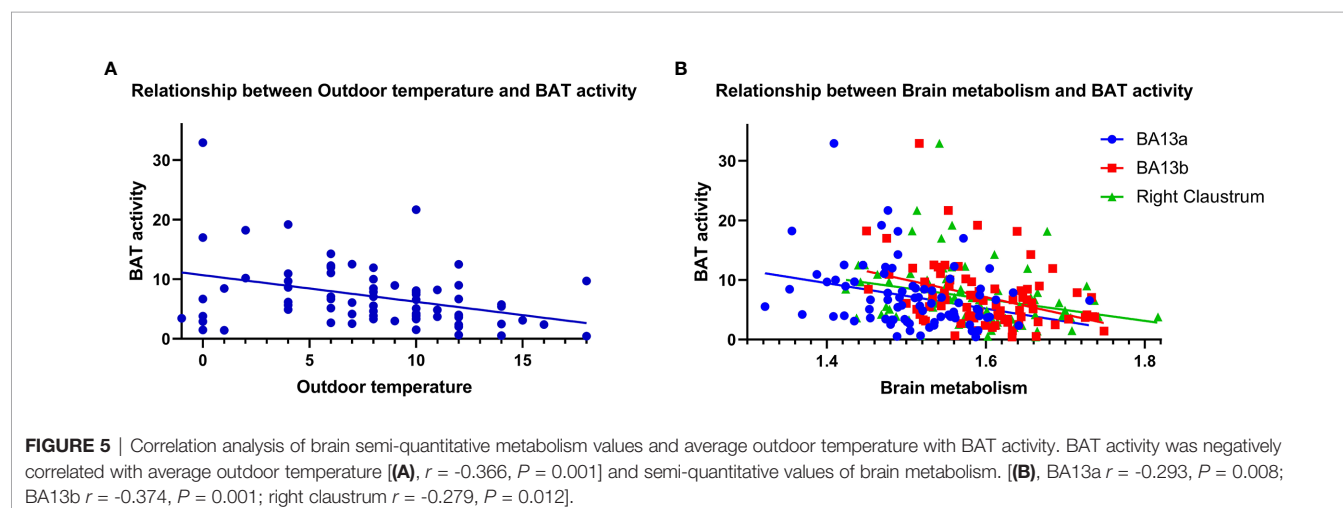 A
Relationship between Outdoor temperature and BAT activity
BAT activity
30
20
10
0
0 5 10 15
Outdoor temperature
B
Relationship between Brain metabolism and BAT activity
BAT activity
30
20
10
0
1.4 1.6 1.8
Brain metabolism
BA13a
BA13b
Right Claustrum
FIGURE 5 | Correlation analysis of brain semi-quantitative metabolism values and average outdoor temperature with BAT activity. BAT activity was negatively
correlated with average outdoor temperature [(A), r = -0.366, P = 0.001] and semi-quantitative values of brain metabolism. [(B), BA13a r = -0.293, P = 0.008;
BA13b r = -0.374, P = 0.001; right claustrum r = -0.279, P = 0.012].